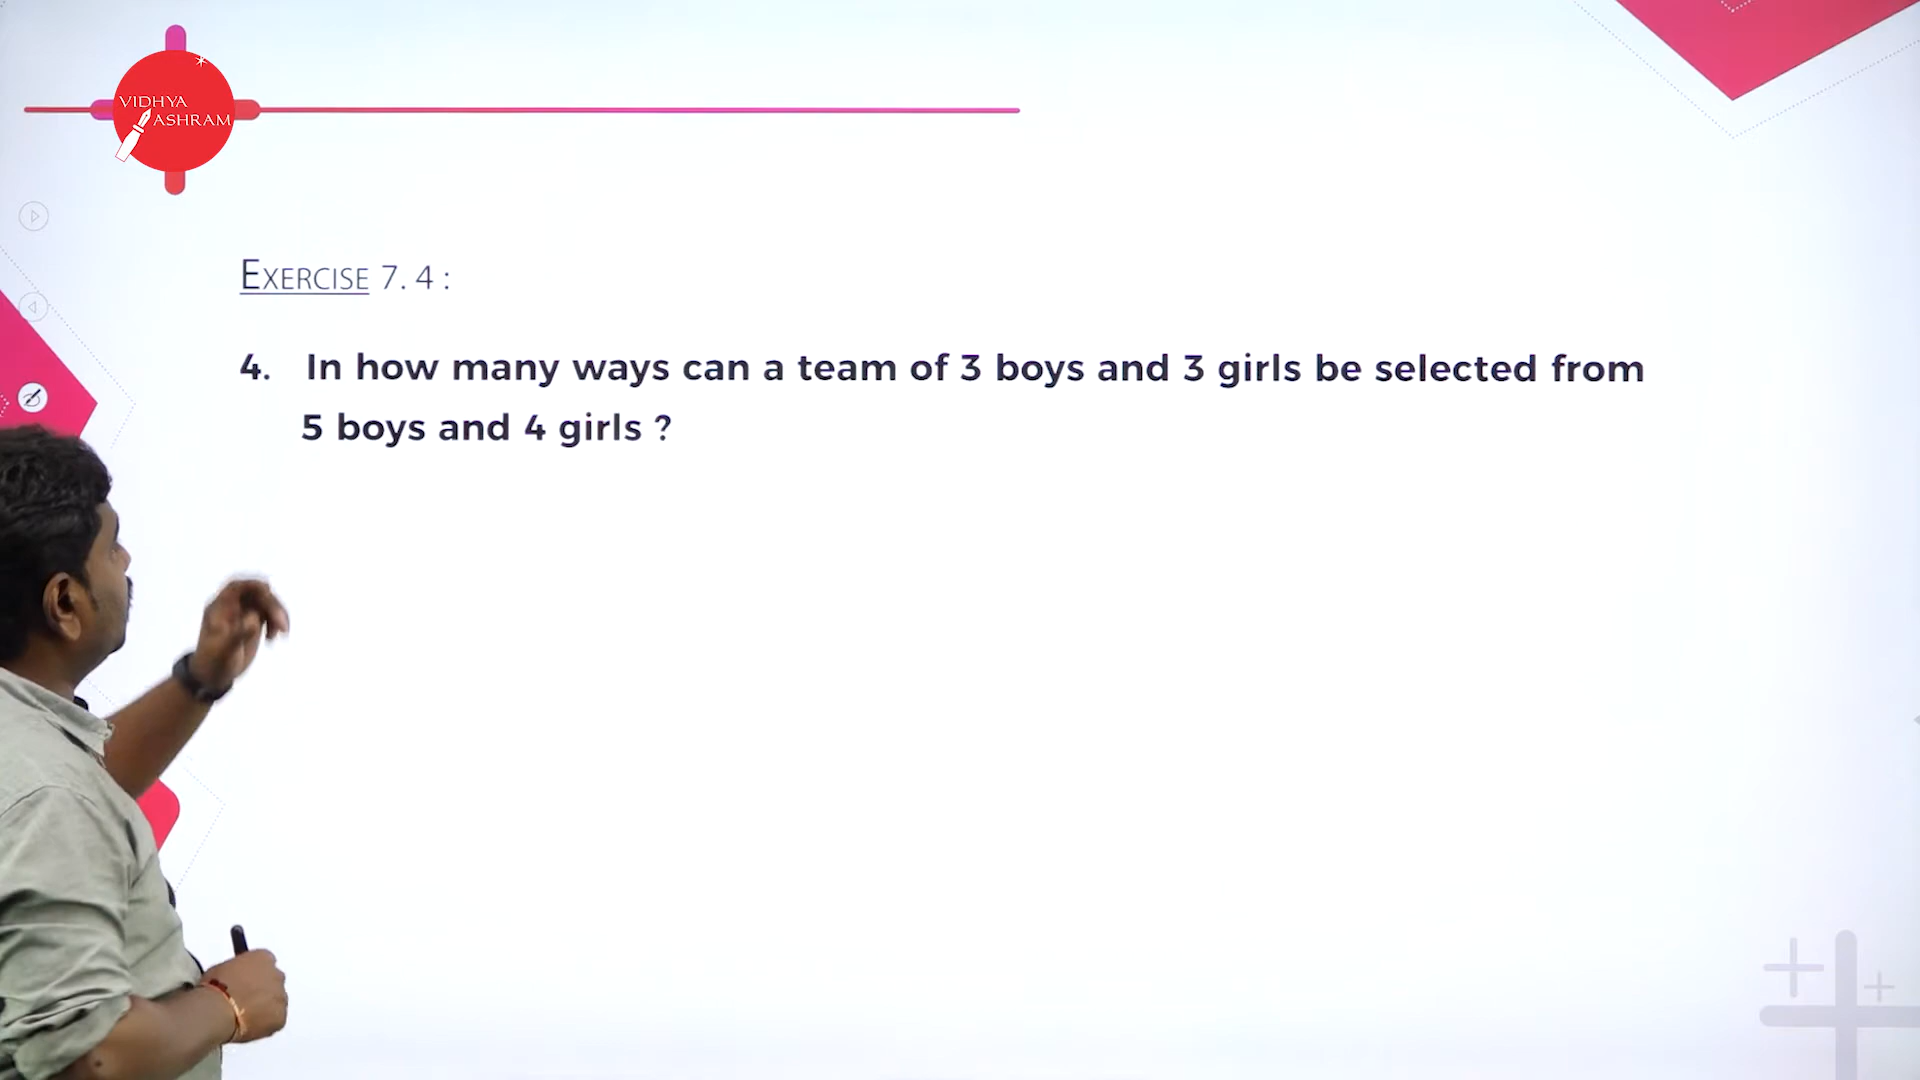 VIDHYA
ASHRAM
EXERCISE 7. 4 :
4. In how many ways can a team of 3 boys and 3 girls be selected from
5 boys and 4 girls ?